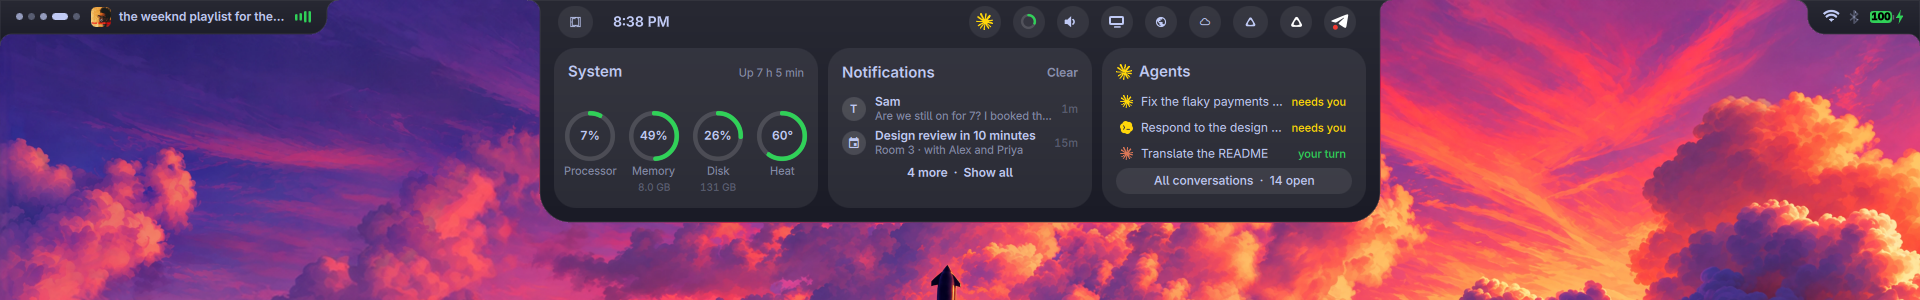 the weeknd playlist for the...
8:38 PM
100
System
Up 7 h 5 min
7%
49%
26%
60°
Processor
Memory
Disk
Heat
8.0 GB
131 GB
Notifications
Clear
T
Sam
1m
Are we still on for 7? I booked th...
Design review in 10 minutes
15m
Room 3 · with Alex and Priya
4 more · Show all
Agents
Fix the flaky payments ... needs you
Respond to the design ... needs you
Translate the README your turn
All conversations · 14 open